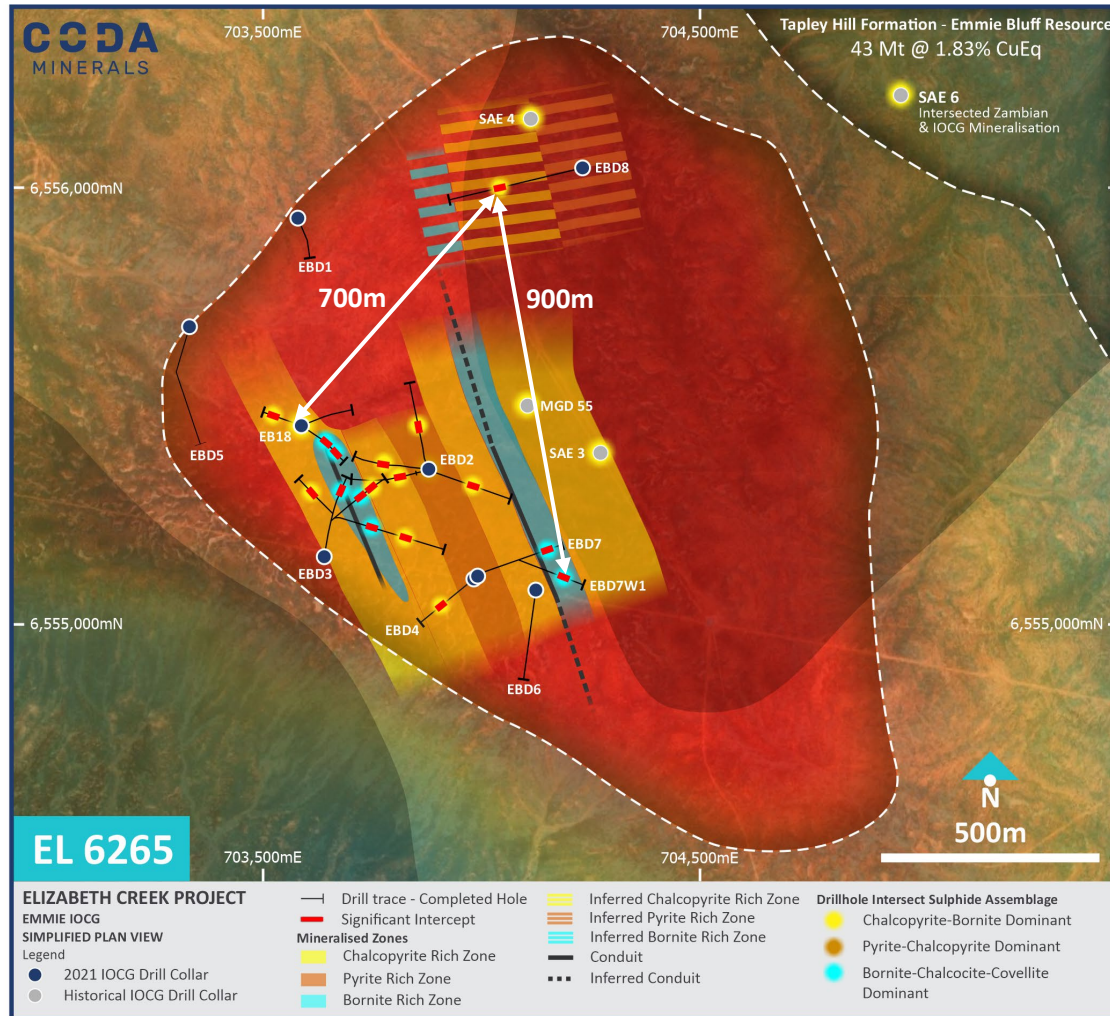 CODA
MINERALS
703,500mE
704,500mE
Tapley Hill Formation - Emmie Bluff Resource
43 Mt @ 1.83% CuEq
SAE 6
Intersected Zambian
& IOCG Mineralisation
SAE 4
EBD8
6,556,000mN
EBD1
700m
900m
MGD 55
EB18
EBD2
SAE 3
EBD5
EBD3
EBD7
EBD7W1
EBD4
6,555,000mN
6,555,000mN
EBD6
N
500m
EL 6265
703,500mE
704,500mE
ELIZABETH CREEK PROJECT
EMMIE IOCG
SIMPLIFIED PLAN VIEW
Legend
2021 IOCG Drill Collar
Historical IOCG Drill Collar
Drill trace - Completed Hole
Significant Intercept
Mineralised Zones
Chalcopyrite Rich Zone
Pyrite Rich Zone
Bornite Rich Zone
Inferred Chalcopyrite Rich Zone
Inferred Pyrite Rich Zone
Inferred Bornite Rich Zone
Conduit
Inferred Conduit
Drillhole Intersect Sulphide Assemblage
Chalcopyrite-Bornite Dominant
Pyrite-Chalcopyrite Dominant
Bornite-Chalcocite-Covellite
Dominant